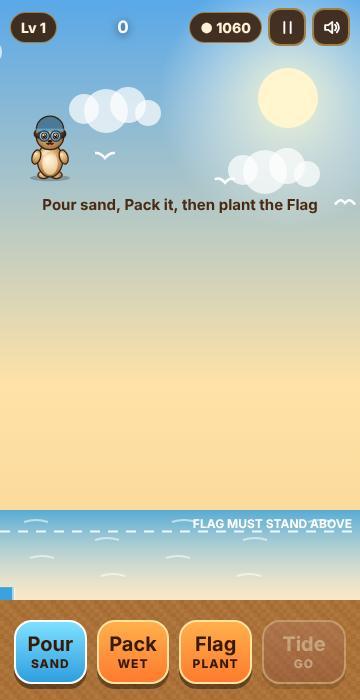 Lv 1
0
1060
Pour sand, Pack it, then plant the Flag
FLAG MUST STAND ABOVE
Pour
SAND
Pack
WET
Flag
PLANT
Tide
GO